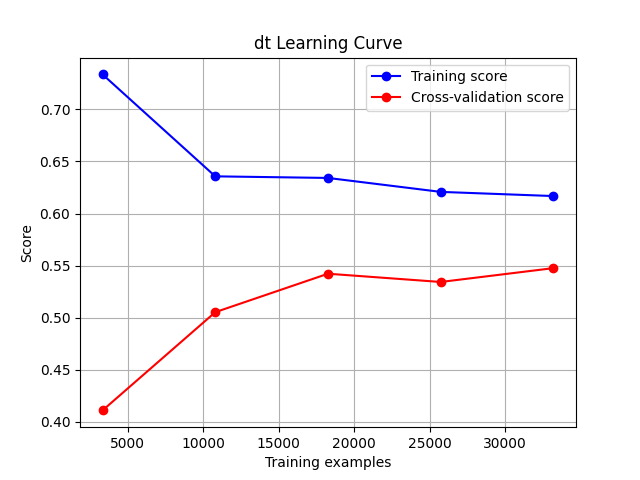 dt Learning Curve
Training score
Cross-validation score
Score
0.70
0.65
0.60
0.55
0.50
0.45
0.40
5000 10000 15000 20000 25000 30000
Training examples